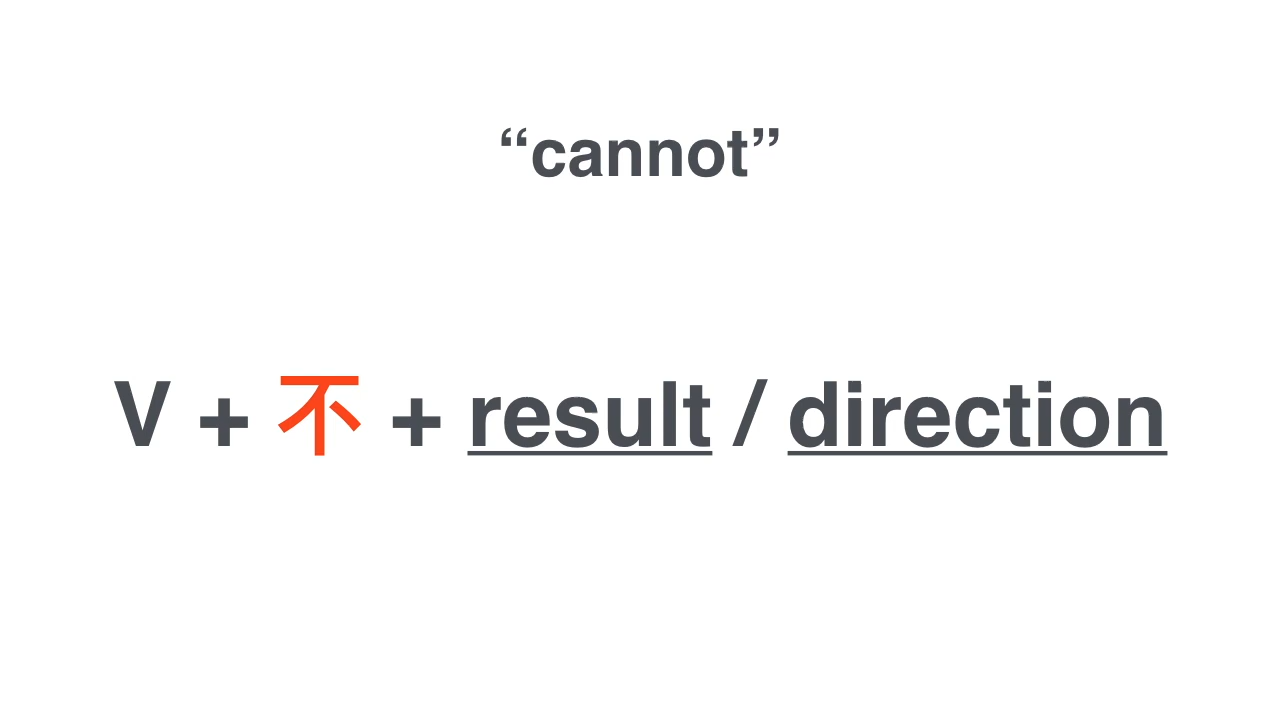 “cannot”
V + 不 + result / direction